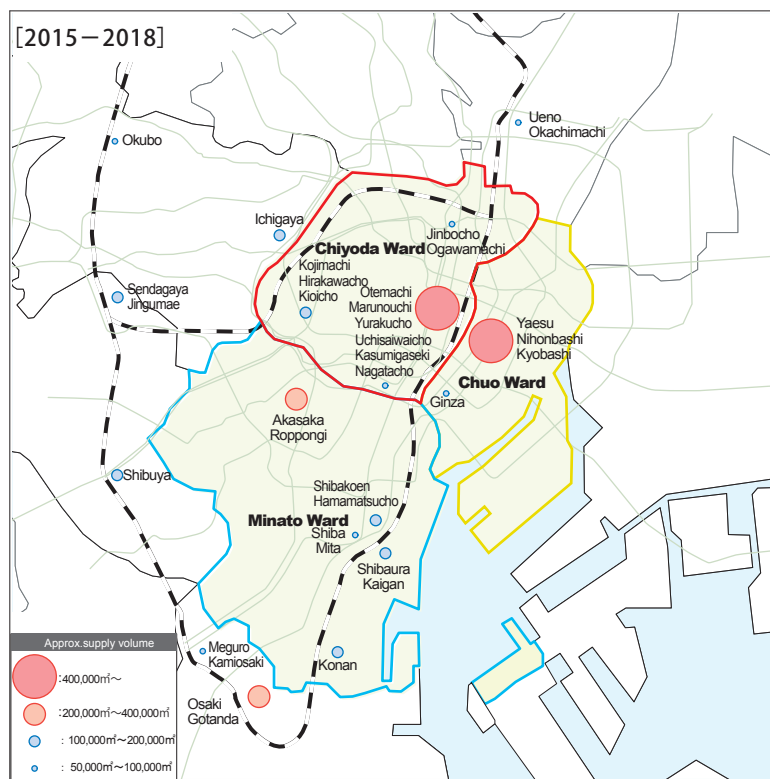 [2015－2018]
Ueno
Okachimachi
Okubo
Ichigaya
Jinbocho
Ogawamachi
Chiyoda Ward
Kojimachi
Hirakawacho
Kioicho
Sendagaya
Jingumae
Otemachi
Marunouchi
Yurakucho
Yaesu
Nihonbashi
Kyobashi
Uchisaiwaicho
Kasumigaseki
Nagatacho
Chuo Ward
Ginza
Akasaka
Roppongi
Shibuya
Shibakoen
Hamamatsucho
Minato Ward
Shiba
Mita
Shibaura
Kaigan
Meguro
Kamiosaki
Konan
Osaki
Gotanda
Approx.supply volume
:400,000㎡～
:200,000㎡～400,000㎡
: 100,000㎡～200,000㎡
: 50,000㎡～100,000㎡